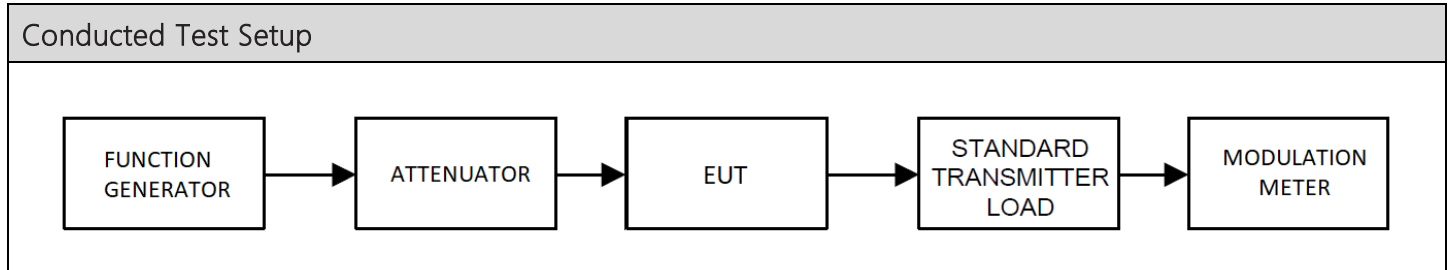 Conducted Test Setup
FUNCTION
GENERATOR
ATTENUATOR
EUT
STANDARD
TRANSMITTER
LOAD
MODULATION
METER